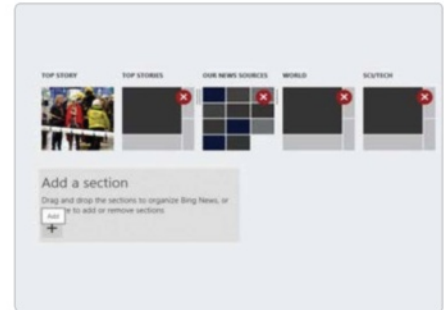 TOP STORY TOP STORIES OUR NEWS SOURCES WORLD SCI/TECH
Add a section
Drag and drop the sections to organize Bing News, or
to add or remove sections
Add